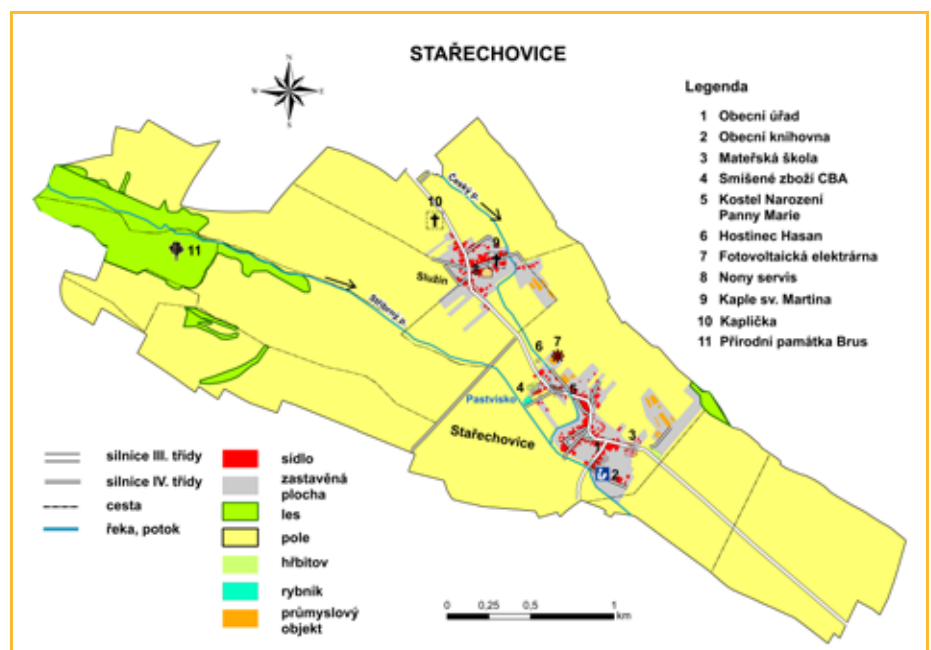 STAŘECHOVICE
N
W
E
S
Legenda
1 Obecní úřad
2 Obecní knihovna
3 Mateřská škola
4 Smíšené zboží CBA
5 Kostel Narození
Panny Marie
6 Hostinec Hasan
7 Fotovoltaická elektrárna
8 Nony servis
9 Kaple sv. Martina
10 Kaplička
11 Přírodní památka Brus
Český p.
10
9
11
Služín
Stříbrný p.
6
7
4
Pastvisko
Stařechovice
3
1
2
silnice III. třídy
silnice IV. třídy
cesta
řeka, potok
sídlo
zastavěná
plocha
les
pole
hřbitov
rybník
průmyslový
objekt
0 0,25 0,5 1
km